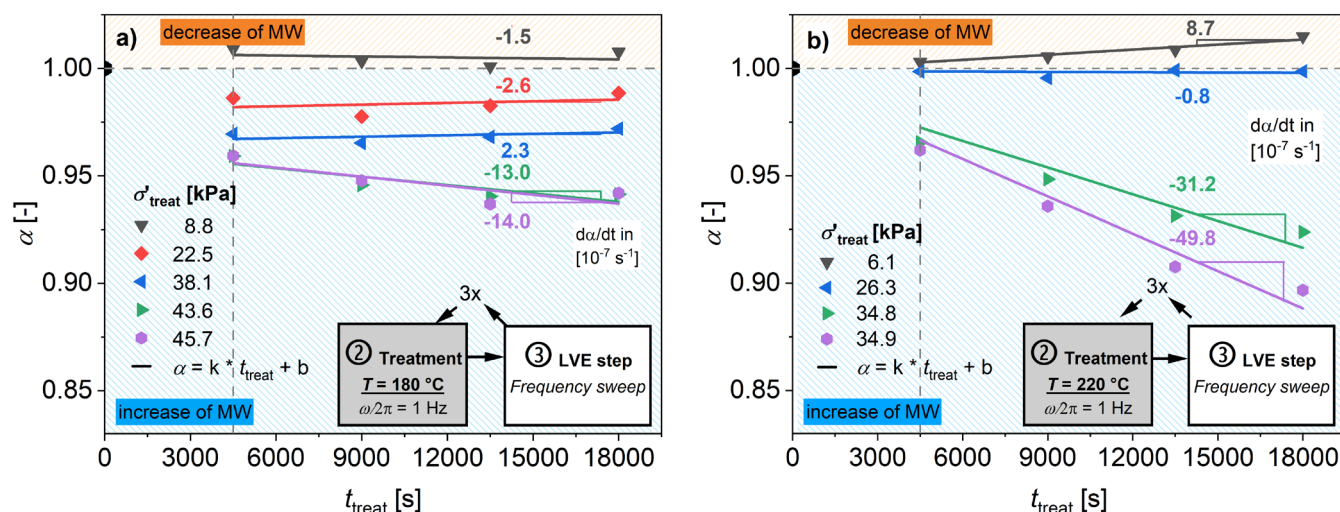 a)
decrease of MW
-1.5
1.00
-2.6
2.3
0.95
-13.0
-14.0
σ'treat [kPa]
8.8
22.5
38.1
43.6
45.7
α = k * ttreat + b
dα/dt in
[10⁻⁷ s⁻¹]
α [-]
0.90
3x
② Treatment
T = 180 °C
ω/2π = 1 Hz
③ LVE step
Frequency sweep
0.85
increase of MW
0 3000 6000 9000 12000 15000 18000
ttreat [s]
b)
decrease of MW
8.7
1.00
-0.8
dα/dt in
[10⁻⁷ s⁻¹]
0.95
-31.2
-49.8
α [-]
σ'treat [kPa]
6.1
26.3
34.8
34.9
α = k * ttreat + b
0.90
3x
② Treatment
T = 220 °C
ω/2π = 1 Hz
③ LVE step
Frequency sweep
0.85
increase of MW
0 3000 6000 9000 12000 15000 18000
ttreat [s]